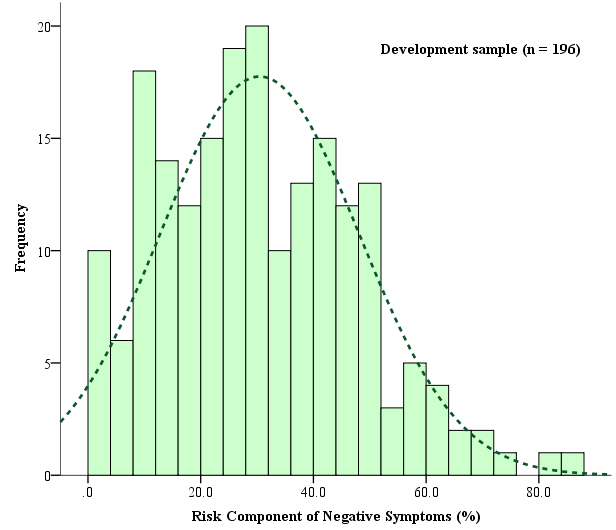 Development sample (n = 196)
Frequency
20
15
10
5
0
.0 20.0 40.0 60.0 80.0
Risk Component of Negative Symptoms (%)